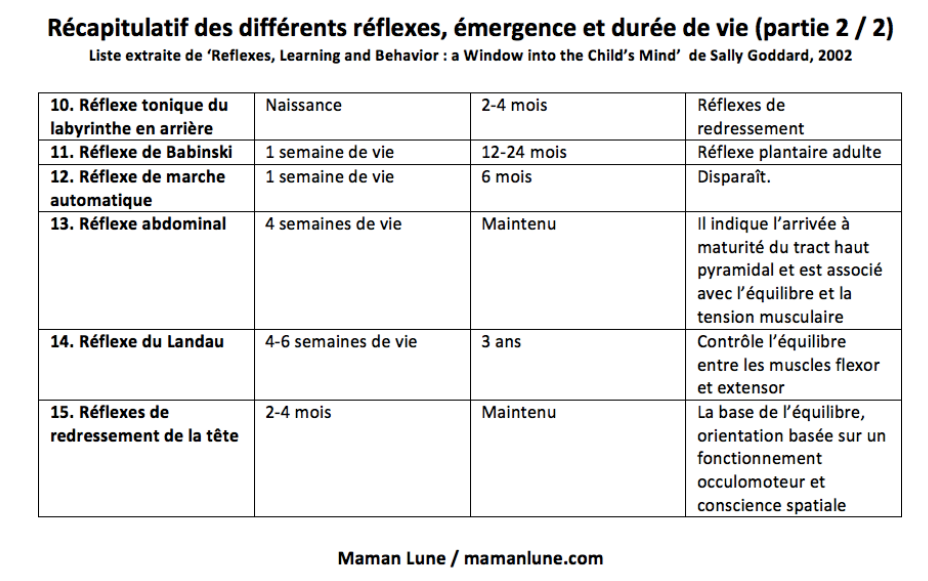 Récapitulatif des différents réflexes, émergence et durée de vie (partie 2 / 2)
Liste extraite de ‘Reflexes, Learning and Behavior : a Window into the Child’s Mind’ de Sally Goddard, 2002
10. Réflexe tonique du
labyrinthe en arrière
Naissance
2-4 mois
Réflexes de
redressement
11. Réflexe de Babinski
1 semaine de vie
12-24 mois
Réflexe plantaire adulte
12. Réflexe de marche
automatique
1 semaine de vie
6 mois
Disparaît.
13. Réflexe abdominal
4 semaines de vie
Maintenu
Il indique l’arrivée à
maturité du tract haut
pyramidal et est associé
avec l’équilibre et la
tension musculaire
14. Réflexe du Landau
4-6 semaines de vie
3 ans
Contrôle l’équilibre
entre les muscles flexor
et extensor
15. Réflexes de
redressement de la tête
2-4 mois
Maintenu
La base de l’équilibre,
orientation basée sur un
fonctionnement
occulomoteur et
conscience spatiale
Maman Lune / mamanlune.com